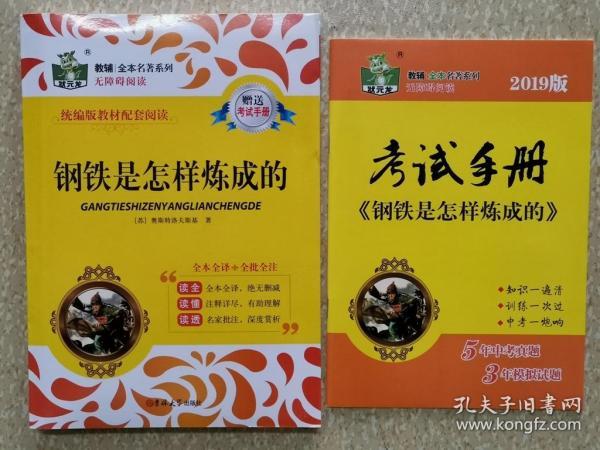 状元龙
R
教辅 全本名著系列
无障碍阅读
统编版教材配套阅读
赠送
考试手册
钢铁是怎样炼成的
GANGTIESHIZENYANGLIANCHENGDE
[苏] 奥斯特洛夫斯基 著
全本全译+全批全注
读全 全本全译，绝无删减
读懂 注释详尽，有助理解
读透 名家批注，深度赏析
吉林大学出版社
状元龙
R
教辅 全本名著系列
无障碍阅读
2019版
考试手册
《钢铁是怎样炼成的》
·知识一遍清
·训练一次过
·中考一炮响
5年中考真题
3年模拟试题
孔夫子旧书网
www.kongfz.com